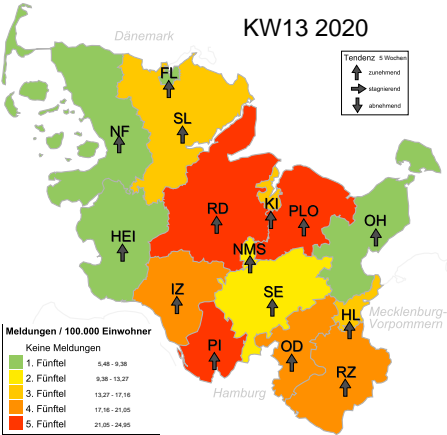 KW13 2020
Dänemark
Tendenz 5 Wochen
zunehmend
stagnierend
abnehmend
FL
NF
SL
RD
KI
PLO
OH
HEI
NMS
IZ
SE
HL
Mecklenburg-
Vorpommern
PI
OD
RZ
Hamburg
Meldungen / 100.000 Einwohner
Keine Meldungen
1. Fünftel 5,48 - 9,38
2. Fünftel 9,38 - 13,27
3. Fünftel 13,27 - 17,16
4. Fünftel 17,16 - 21,05
5. Fünftel 21,05 - 24,95